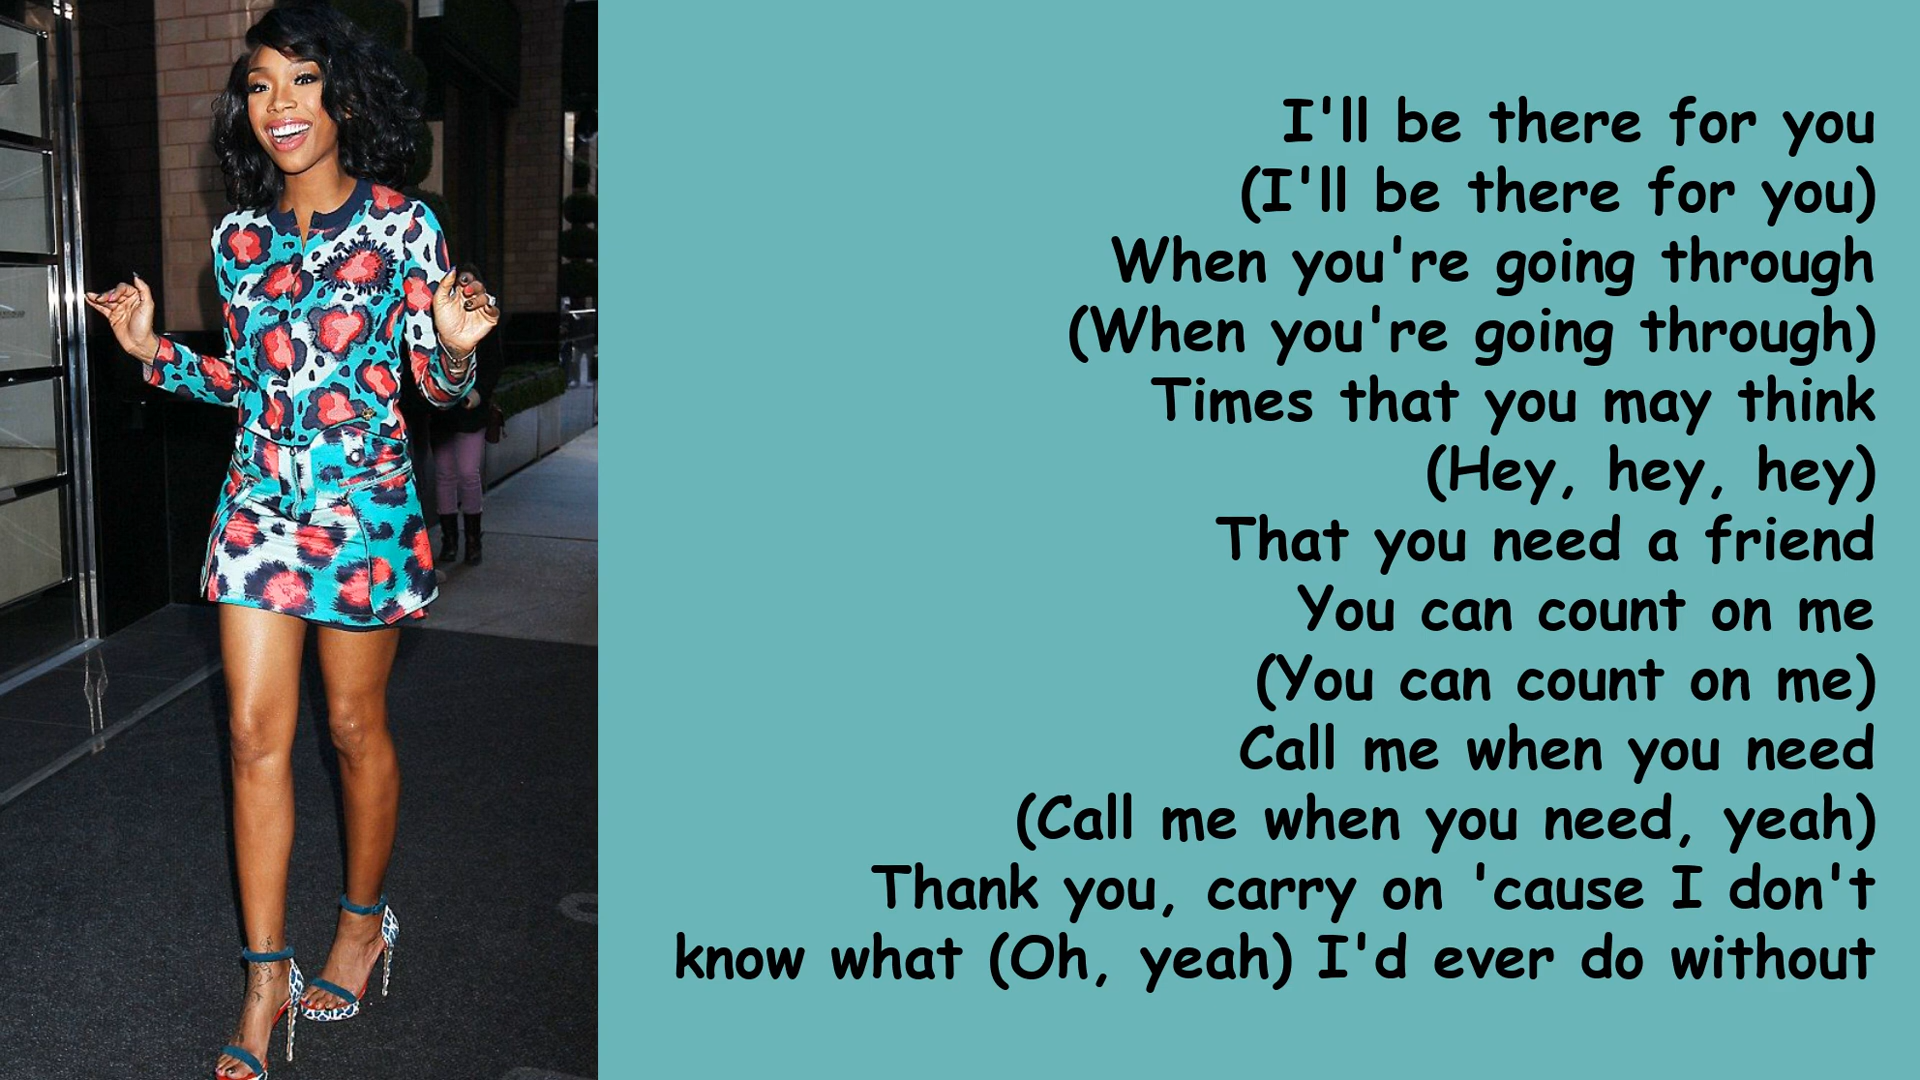 I'll be there for you
(I'll be there for you)
When you're going through
(When you're going through)
Times that you may think
(Hey, hey, hey)
That you need a friend
You can count on me
(You can count on me)
Call me when you need
(Call me when you need, yeah)
Thank you, carry on 'cause I don't
know what (Oh, yeah) I'd ever do without